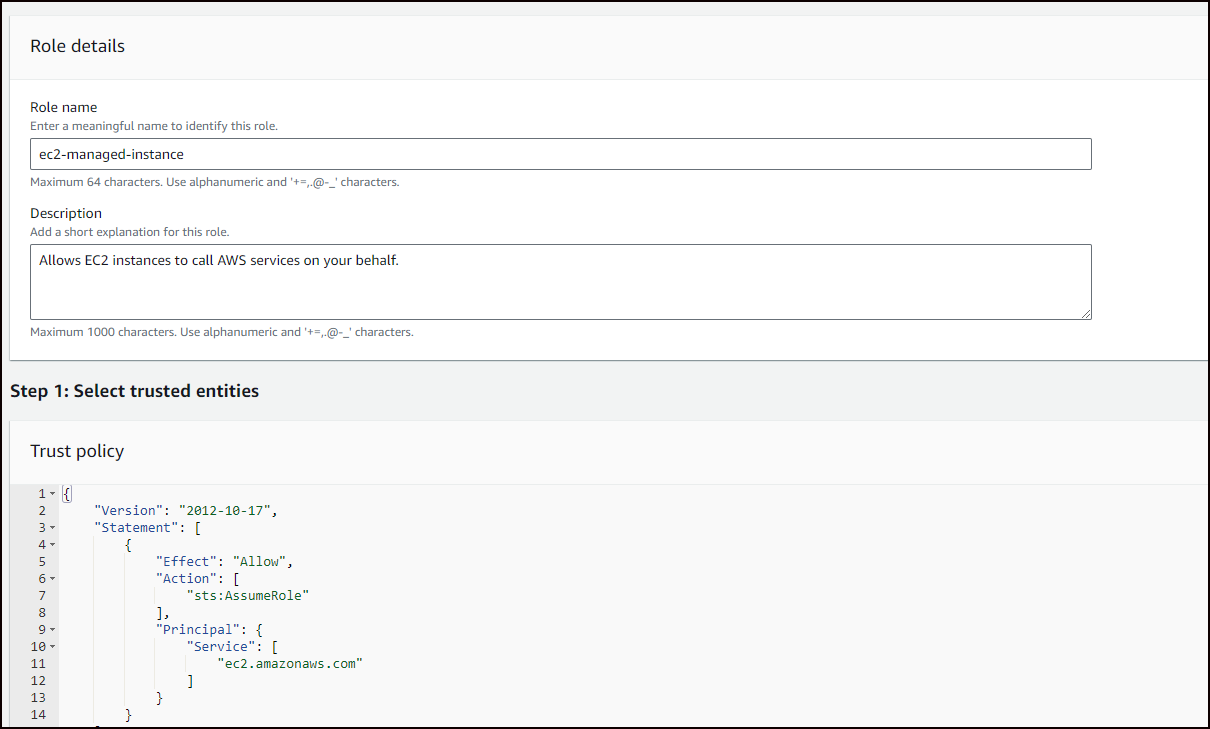 Role details
Role name
Enter a meaningful name to identify this role.
ec2-managed-instance
Maximum 64 characters. Use alphanumeric and '+=,.@-_' characters.
Description
Add a short explanation for this role.
Allows EC2 instances to call AWS services on your behalf.
Maximum 1000 characters. Use alphanumeric and '+=,.@-_' characters.
Step 1: Select trusted entities
Trust policy
1 {
2 "Version": "2012-10-17",
3 "Statement": [
4 {
5 "Effect": "Allow",
6 "Action": [
7 "sts:AssumeRole"
8 ],
9 "Principal": {
10 "Service": [
11 "ec2.amazonaws.com"
12 ]
13 }
14 }